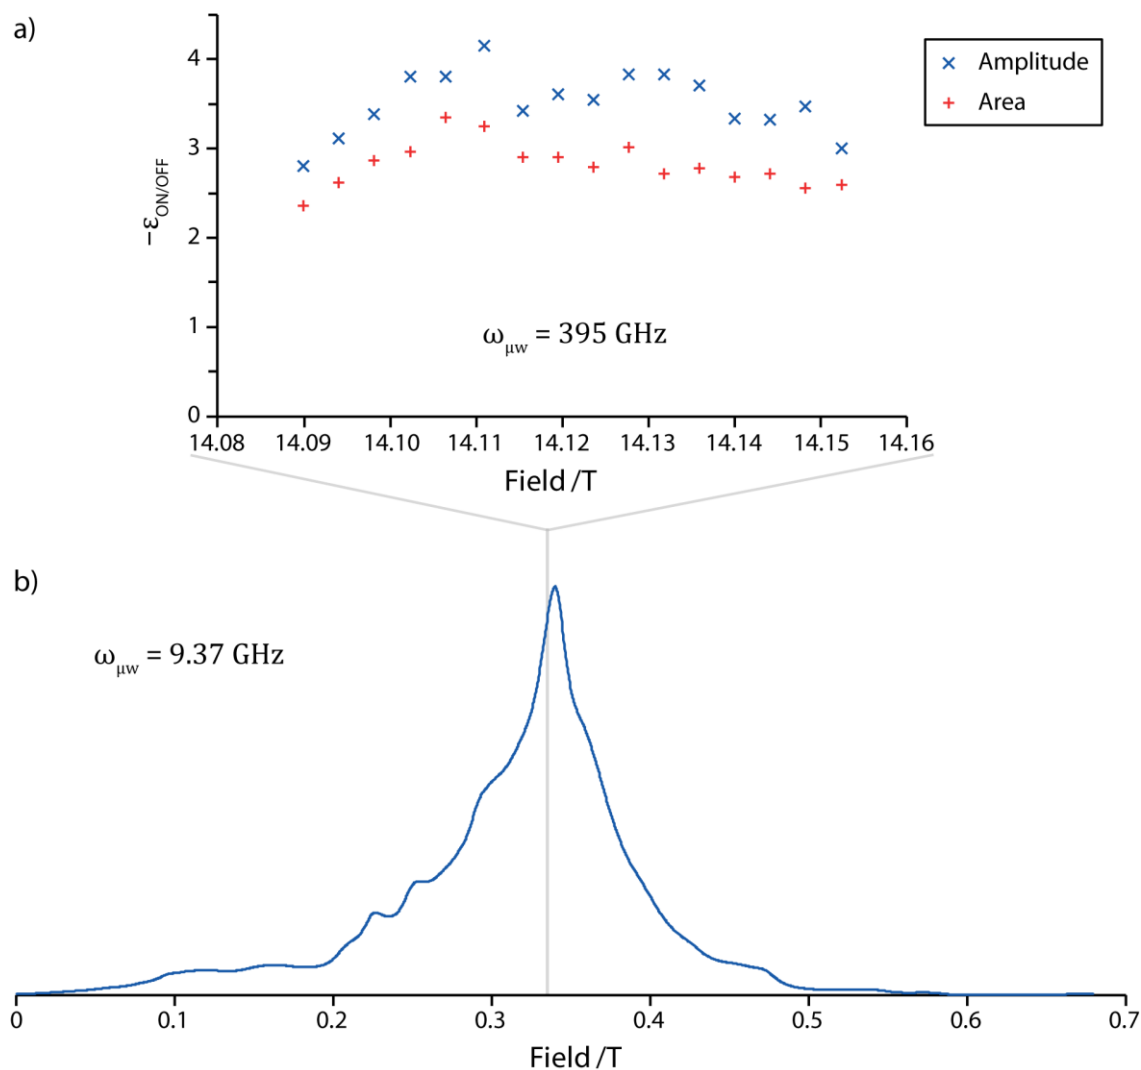 a)
4
3
2
1
0
−ε_ON/OFF
× Amplitude
+ Area
ω_μw = 395 GHz
14.08 14.09 14.10 14.11 14.12 14.13 14.14 14.15 14.16
Field /T
b)
ω_μw = 9.37 GHz
0 0.1 0.2 0.3 0.4 0.5 0.6 0.7
Field /T